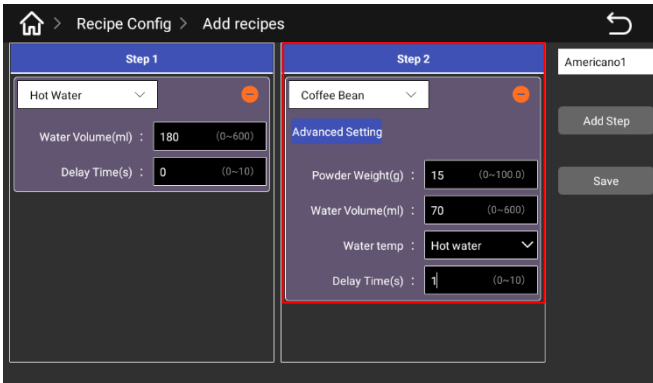 > Recipe Config > Add recipes
Step 1
Hot Water
Water Volume(ml) : 180 (0~600)
Delay Time(s) : 0 (0~10)
Step 2
Coffee Bean
Advanced Setting
Powder Weight(g) : 15 (0~100.0)
Water Volume(ml) : 70 (0~600)
Water temp : Hot water
Delay Time(s) : 1 (0~10)
Americano1
Add Step
Save